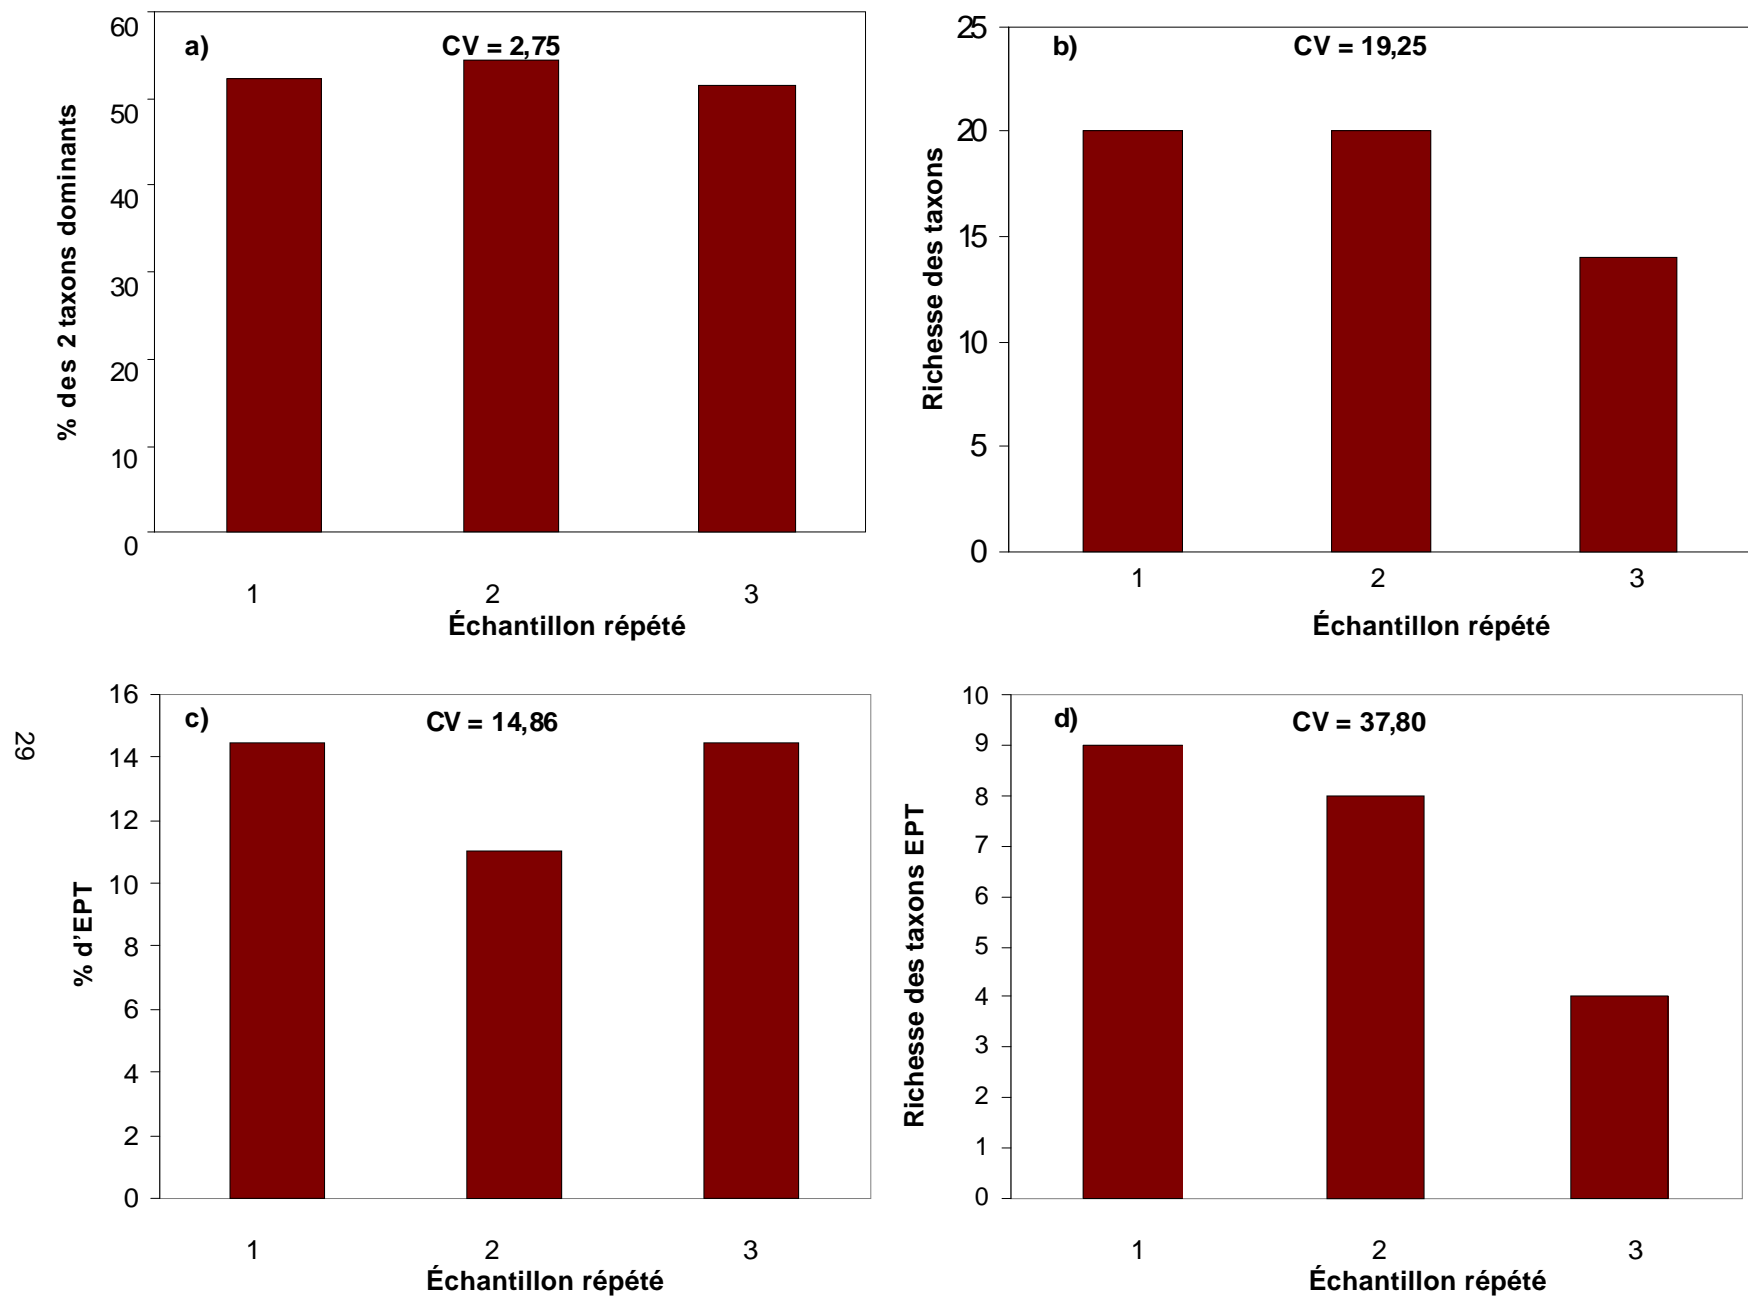 a)
CV = 2,75
% des 2 taxons dominants
60
50
40
30
20
10
0
1 2 3
Échantillon répété
b)
CV = 19,25
Richesse des taxons
25
20
15
10
5
0
1 2 3
Échantillon répété
29
c)
CV = 14,86
% d’EPT
16
14
12
10
8
6
4
2
0
1 2 3
Échantillon répété
d)
CV = 37,80
Richesse des taxons EPT
10
9
8
7
6
5
4
3
2
1
0
1 2 3
Échantillon répété